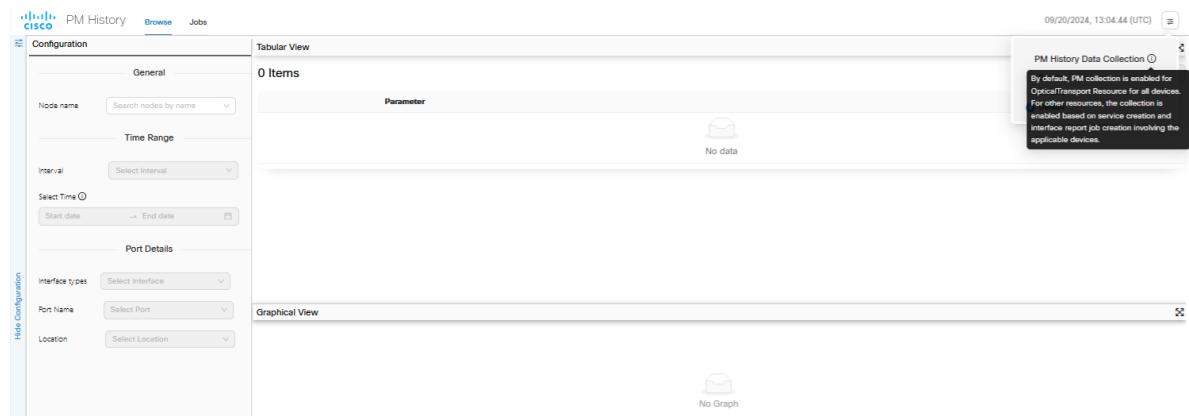 CISCO PM History Browse Jobs 09/20/2024, 13:04:44 (UTC)
Configuration
General
Node name Search nodes by name
Time Range
Interval Select Interval
Select Time
Start date → End date
Port Details
Interface types Select Interface
Port Name Select Port
Location Select Location
Hide Configuration
Tabular View
0 Items
Parameter
No data
Graphical View
No Graph
PM History Data Collection
By default, PM collection is enabled for
OpticalTransport Resource for all devices.
For other resources, the collection is
enabled based on service creation and
interface report job creation involving the
applicable devices.